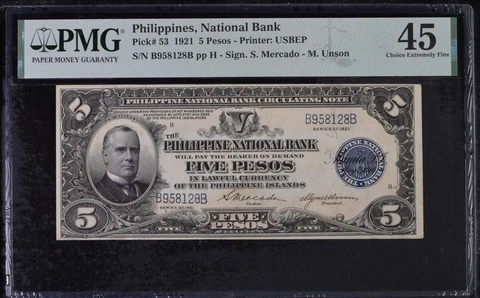 PMG
PAPER MONEY GUARANTY
Philippines, National Bank
Pick# 53 1921 5 Pesos - Printer: USBEP
S/N B958128B pp H - Sign. S. Mercado - M. Unson
45
Choice Extremely Fine
PHILIPPINE NATIONAL BANK CIRCULATING NOTE
5
V
5
H
B958128B
SERIES OF 1921
THE
PHILIPPINE NATIONAL BANK
WILL PAY THE BEARER ON DEMAND
FIVE PESOS
IN LAWFUL CURRENCY
OF THE PHILIPPINE ISLANDS
B958128B
SERIES OF 1921
5
FIVE
PESOS
5